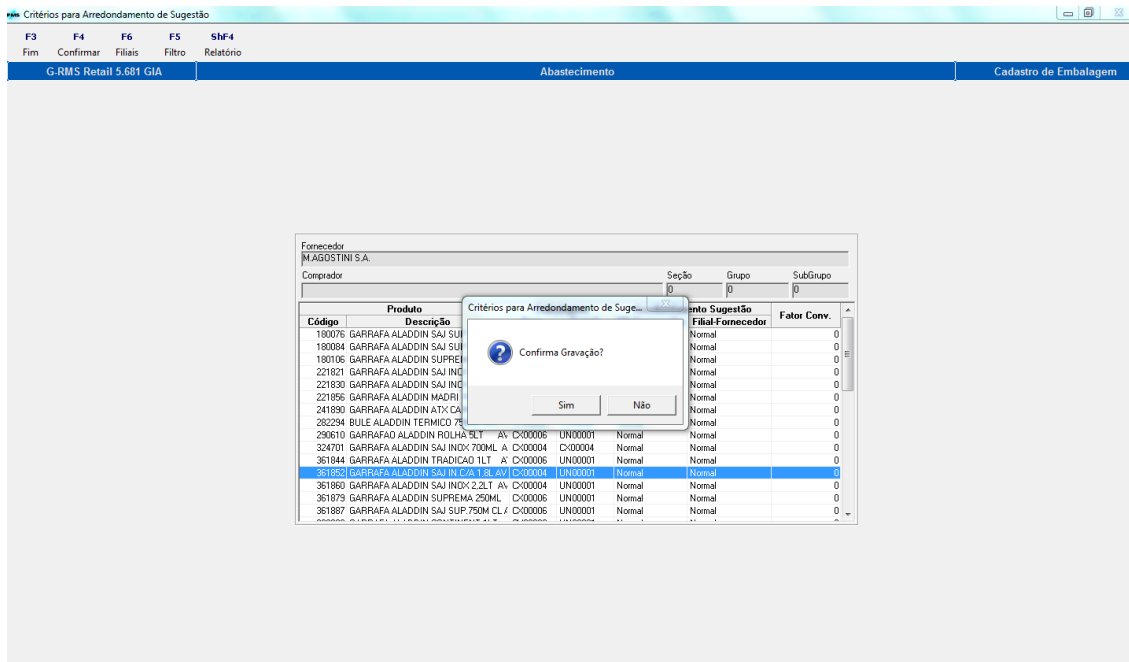 RMS Critérios para Arredondamento de Sugestão
F3 F4 F6 F5 ShF4
Fim Confirmar Filiais Filtro Relatório
G-RMS Retail 5.681 GIA Abastecimento Cadastro de Embalagem
Fornecedor
M.AGOSTINI S.A.
Comprador Seção Grupo SubGrupo
0 0 0
Produto ento Sugestão Fator Conv.
Código Descrição Filial-Fornecedor
Critérios para Arredondamento de Suge...
Confirma Gravação?
Sim Não
180076 GARRAFA ALADDIN SAJ Normal 0
180084 GARRAFA ALADDIN SAJ Normal 0
180106 GARRAFA ALADDIN Normal 0
221821 GARRAFA ALADDIN SAJ Normal 0
221830 GARRAFA ALADDIN SAJ Normal 0
221856 GARRAFA ALADDIN MADRI Normal 0
241890 GARRAFA ALADDIN ATX CA Normal 0
282294 BULE ALADDIN TERMICO 75 Normal 0
290610 GARRAFAO ALADDIN ROLHA 5LT AV CX00006 UN00001 Normal Normal 0
324701 GARRAFA ALADDIN SAJ INOX 700ML A CX00004 CX00004 Normal Normal 0
361844 GARRAFA ALADDIN TRADICAO 1LT CX00006 UN00001 Normal Normal 0
361852 GARRAFA ALADDIN SAJ IN.C/A 1,8L AV CX00004 UN00001 Normal Normal 0
361860 GARRAFA ALADDIN SAJ INOX 2,2LT CX00004 UN00001 Normal Normal 0
361879 GARRAFA ALADDIN SUPREMA 250ML CX00006 UN00001 Normal Normal 0
361887 GARRAFA ALADDIN SAJ SUP.750M CL CX00006 UN00001 Normal Normal 0